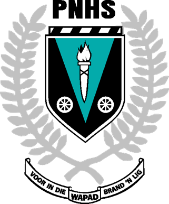 PNHS
VOOR IN DIE WAPAD BRAND 'N LIG